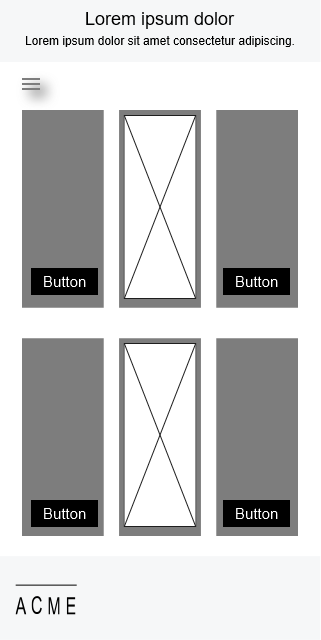 Lorem ipsum dolor
Lorem ipsum dolor sit amet consectetur adipiscing.
Button
Button
Button
Button
ACME